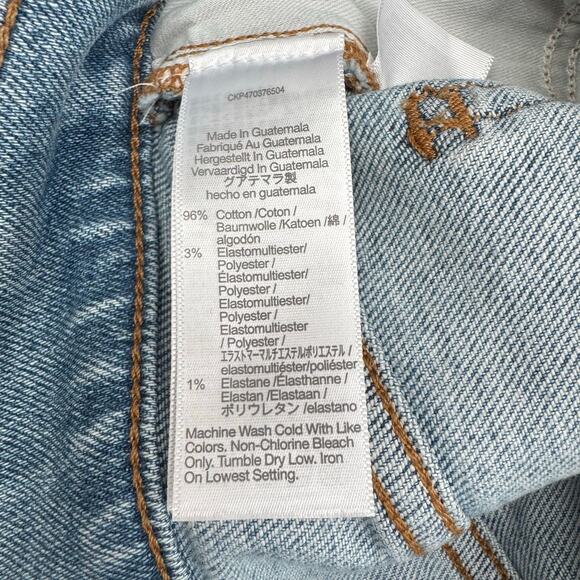 CKP470376504
Made In Guatemala
Fabriqué Au Guatemala
Hergestellt In Guatemala
Vervaardigd In Guatemala
グアテマラ製
hecho en guatemala
96% Cotton /Coton /
Baumwolle /Katoen /綿 /
algodón
3% Elastomultiester/
Polyester /
Élastomultiester/
Polyester /
Elastomultiester/
Polyester /
Elastomultiester
/ Polyester /
エラストマーマルチエステル/ポリエステル /
elastomultiéster/poliéster
1% Elastane /Élasthanne /
Elastan /Elastaan /
ポリウレタン /elastano
Machine Wash Cold With Like
Colors. Non-Chlorine Bleach
Only. Tumble Dry Low. Iron
On Lowest Setting.